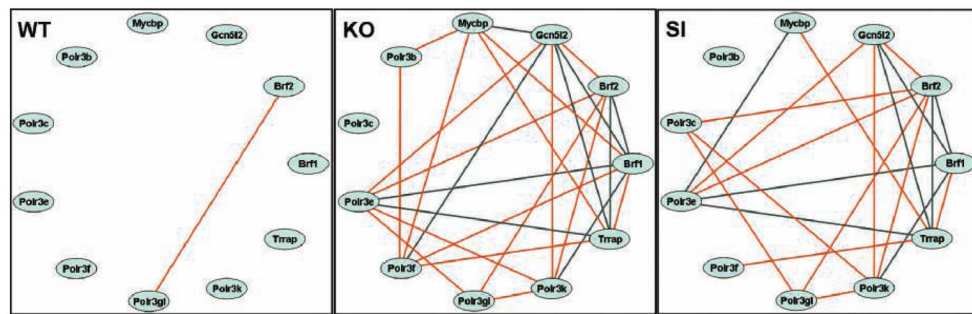 WT
Mycbp
Gcn5l2
Polr3b
Brf2
Polr3c
Brf1
Polr3e
Trrap
Polr3f
Polr3k
Polr3gl
KO
Mycbp
Gcn5l2
Polr3b
Brf2
Polr3c
Brf1
Polr3e
Trrap
Polr3f
Polr3k
Polr3gl
SI
Mycbp
Gcn5l2
Polr3b
Brf2
Polr3c
Brf1
Polr3e
Trrap
Polr3f
Polr3k
Polr3gl